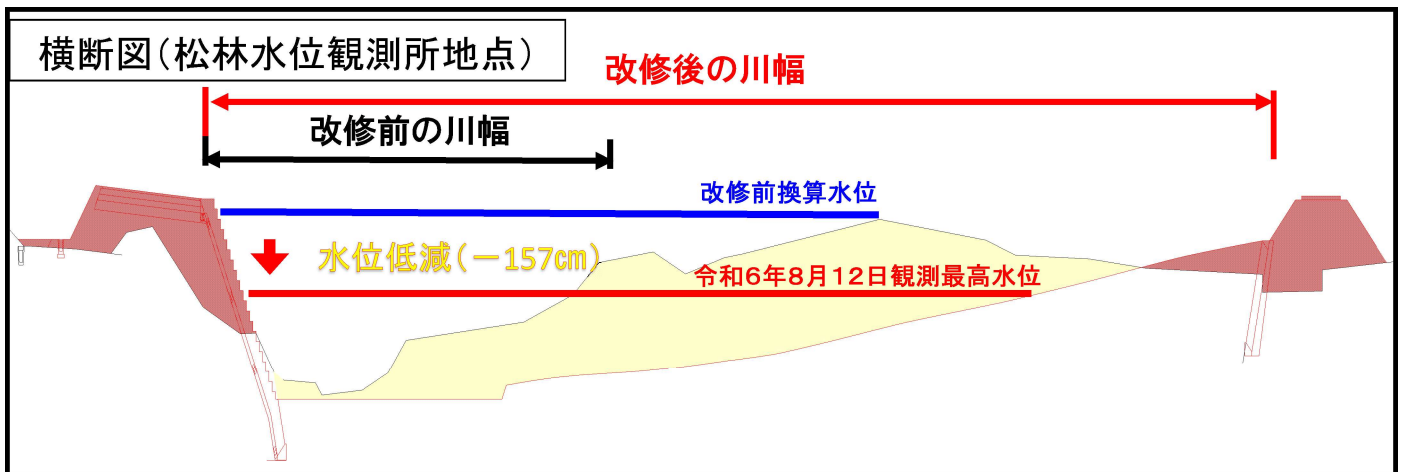 横断図(松林水位観測所地点)
改修後の川幅
改修前の川幅
改修前換算水位
水位低減(－157㎝)
令和6年8月12日観測最高水位